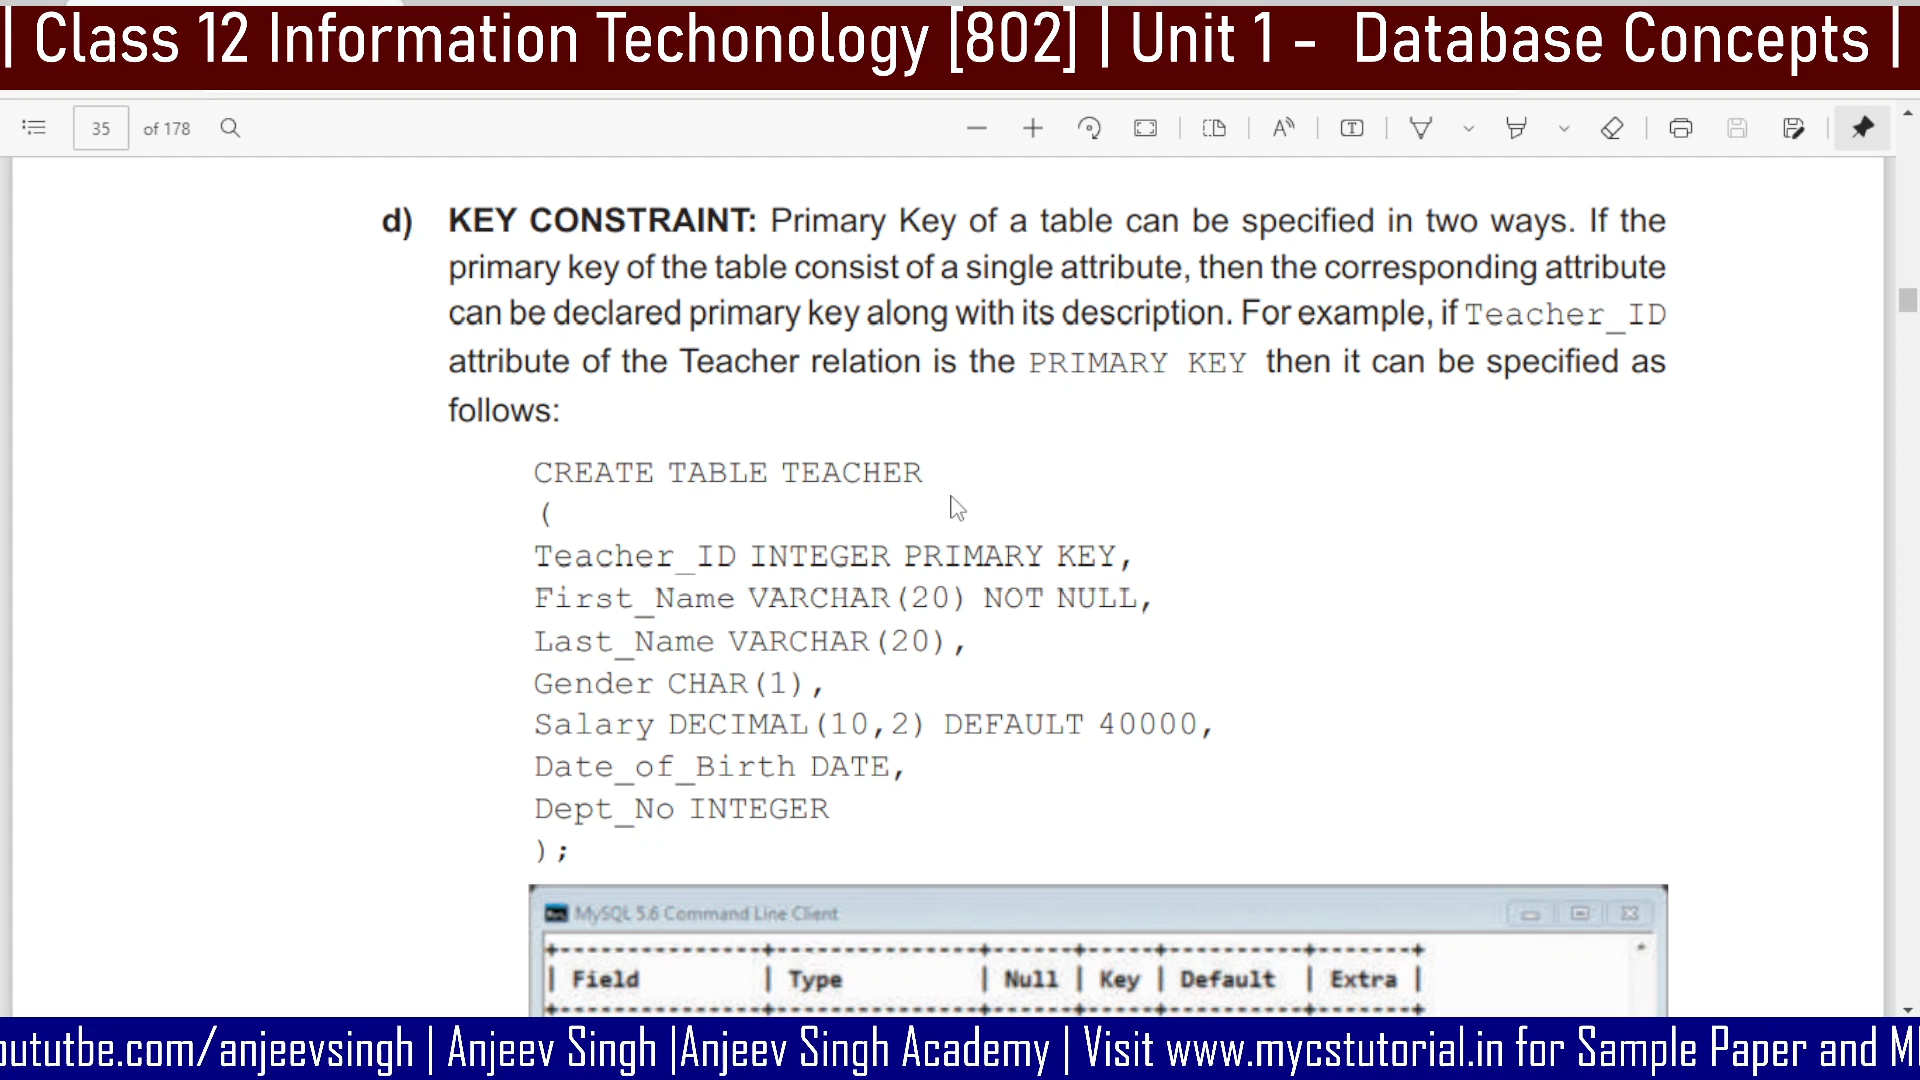 | Class 12 Information Techonology [802] | Unit 1 - Database Concepts |
35 of 178
d) KEY CONSTRAINT: Primary Key of a table can be specified in two ways. If the
primary key of the table consist of a single attribute, then the corresponding attribute
can be declared primary key along with its description. For example, if Teacher_ID
attribute of the Teacher relation is the PRIMARY KEY then it can be specified as
follows:
CREATE TABLE TEACHER
(
Teacher_ID INTEGER PRIMARY KEY,
First_Name VARCHAR(20) NOT NULL,
Last_Name VARCHAR(20),
Gender CHAR(1),
Salary DECIMAL(10,2) DEFAULT 40000,
Date_of_Birth DATE,
Dept_No INTEGER
);
MySQL 5.6 Command Line Client
| Field | Type | Null | Key | Default | Extra |
oututbe.com/anjeevsingh | Anjeev Singh |Anjeev Singh Academy | Visit www.mycstutorial.in for Sample Paper and M